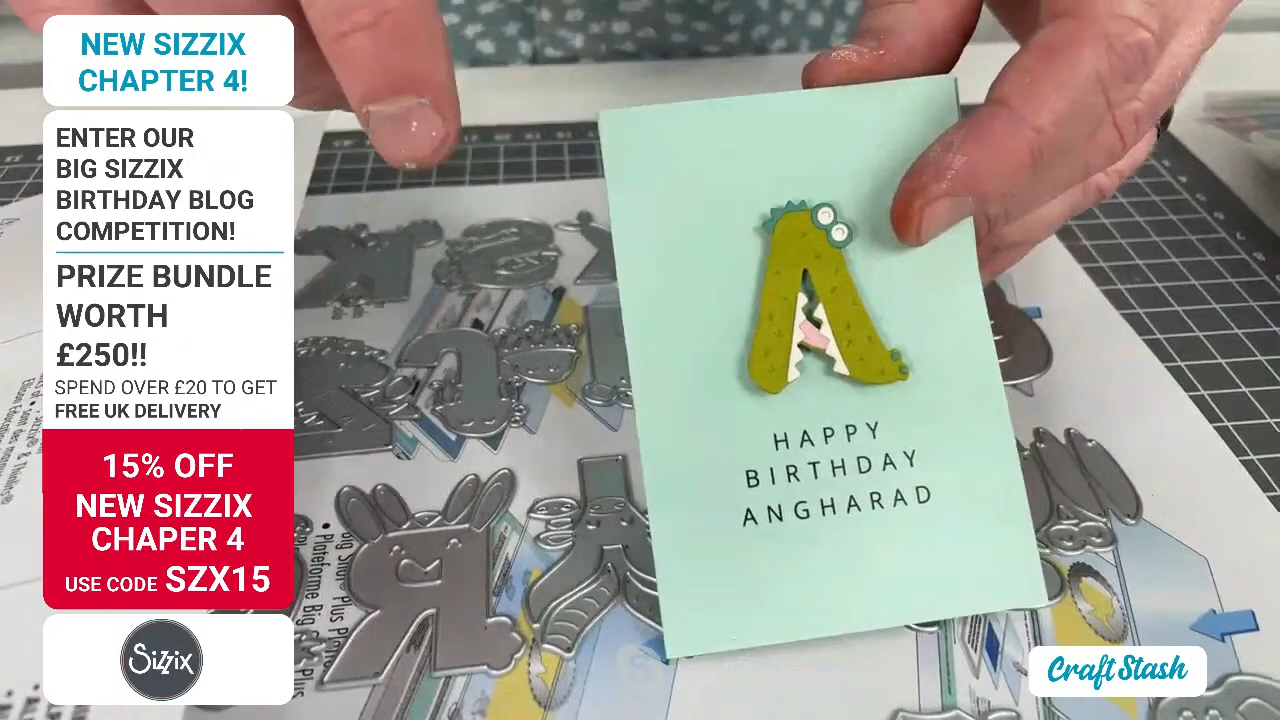 NEW SIZZIX
CHAPTER 4!
ENTER OUR
BIG SIZZIX
BIRTHDAY BLOG
COMPETITION!
PRIZE BUNDLE
WORTH
£250!!
SPEND OVER £20 TO GET
FREE UK DELIVERY
15% OFF
NEW SIZZIX
CHAPER 4
USE CODE SZX15
Sizzix
HAPPY
BIRTHDAY
ANGHARAD
Craft Stash